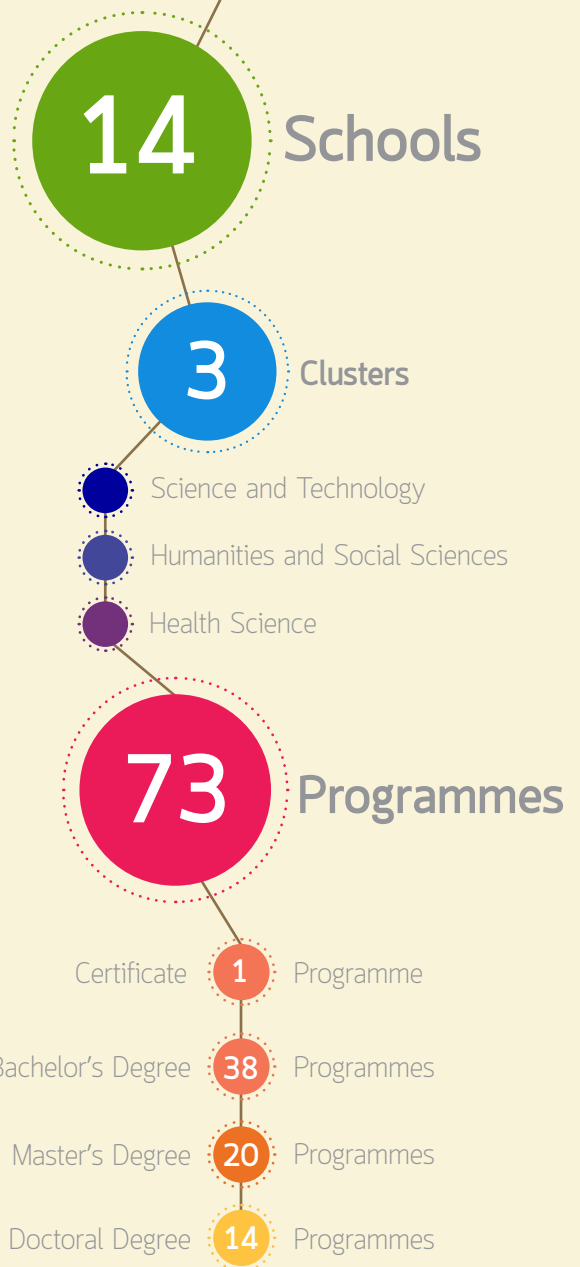 14 Schools
3 Clusters
Science and Technology
Humanities and Social Sciences
Health Science
73 Programmes
Certificate 1 Programme
Bachelor's Degree 38 Programmes
Master's Degree 20 Programmes
Doctoral Degree 14 Programmes